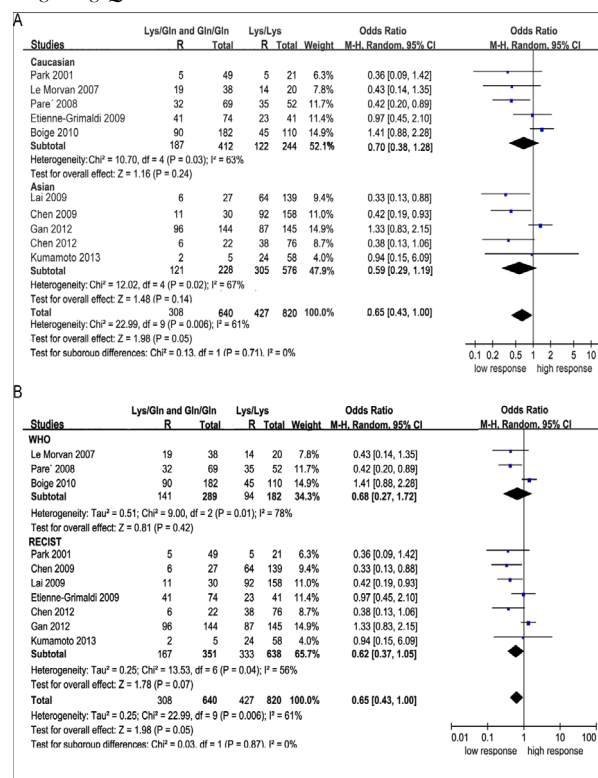 A
Lys/Gln and Gln/Gln Lys/Lys Odds Ratio Odds Ratio
Studies R Total R Total Weight M-H, Random, 95% CI M-H, Random, 95% CI
Caucasian
Park 2001 5 49 5 21 6.3% 0.36 [0.09, 1.42]
Le Morvan 2007 19 38 14 20 7.8% 0.43 [0.14, 1.35]
Pare´ 2008 32 69 35 52 11.7% 0.42 [0.20, 0.89]
Etienne-Grimaldi 2009 41 74 23 41 11.6% 0.97 [0.45, 2.10]
Boige 2010 90 182 45 110 14.9% 1.41 [0.88, 2.28]
Subtotal 187 412 122 244 52.1% 0.70 [0.38, 1.28]
Heterogeneity:Chi² = 10.70, df = 4 (P = 0.03); I² = 63%
Test for overall effect: Z = 1.16 (P = 0.24)
Asian
Lai 2009 6 27 64 139 9.4% 0.33 [0.13, 0.88]
Chen 2009 11 30 92 158 11.0% 0.42 [0.19, 0.93]
Gan 2012 96 144 87 145 14.9% 1.33 [0.83, 2.15]
Chen 2012 6 22 38 76 8.6% 0.38 [0.13, 1.06]
Kumamoto 2013 2 5 24 58 4.0% 0.94 [0.15, 6.09]
Subtotal 121 228 305 576 47.9% 0.59 [0.29, 1.19]
Heterogeneity: Chi² = 12.02, df = 4 (P = 0.02); I² = 67%
Test for overall effect: Z = 1.48 (P = 0.14)
Total 308 640 427 820 100.0% 0.65 [0.43, 1.00]
Heterogeneity: Chi² = 22.99, df = 9 (P = 0.006); I² = 61%
Test for overall effect: Z = 1.98 (P = 0.05)
Test for subgroup differences: Chi² = 0.13, df = 1 (P = 0.71), I² = 0%
0.1 0.2 0.5 1 2 5 10
low response high response
B
Lys/Gln and Gln/Gln Lys/Lys Odds Ratio Odds Ratio
Studies R Total R Total Weight M-H, Random, 95% CI M-H, Random, 95% CI
WHO
Le Morvan 2007 19 38 14 20 7.8% 0.43 [0.14, 1.35]
Pare` 2008 32 69 35 52 11.7% 0.42 [0.20, 0.89]
Boige 2010 90 182 45 110 14.9% 1.41 [0.88, 2.28]
Subtotal 141 289 94 182 34.3% 0.68 [0.27, 1.72]
Heterogeneity: Tau² = 0.51; Chi² = 9.00, df = 2 (P = 0.01); I² = 78%
Test for overall effect: Z = 0.81 (P = 0.42)
RECIST
Park 2001 5 49 5 21 6.3% 0.36 [0.09, 1.42]
Chen 2009 6 27 64 139 9.4% 0.33 [0.13, 0.88]
Lai 2009 11 30 92 158 11.0% 0.42 [0.19, 0.93]
Etienne-Grimaldi 2009 41 74 23 41 11.6% 0.97 [0.45, 2.10]
Chen 2012 6 22 38 76 8.6% 0.38 [0.13, 1.06]
Gan 2012 96 144 87 145 14.9% 1.33 [0.83, 2.15]
Kumamoto 2013 2 5 24 58 4.0% 0.94 [0.15, 6.09]
Subtotal 167 351 333 638 65.7% 0.62 [0.37, 1.05]
Heterogeneity: Tau² = 0.25; Chi² = 13.53, df = 6 (P = 0.04); I² = 56%
Test for overall effect: Z = 1.78 (P = 0.07)
Total 308 640 427 820 100.0% 0.65 [0.43, 1.00]
Heterogeneity: Tau² = 0.25; Chi² = 22.99, df = 9 (P = 0.006); I² = 61%
Test for overall effect: Z = 1.98 (P = 0.05)
Test for subgroup differences: Chi² = 0.03, df = 1 (P = 0.87), I² = 0%
0.01 0.1 1 10 100
low response high response